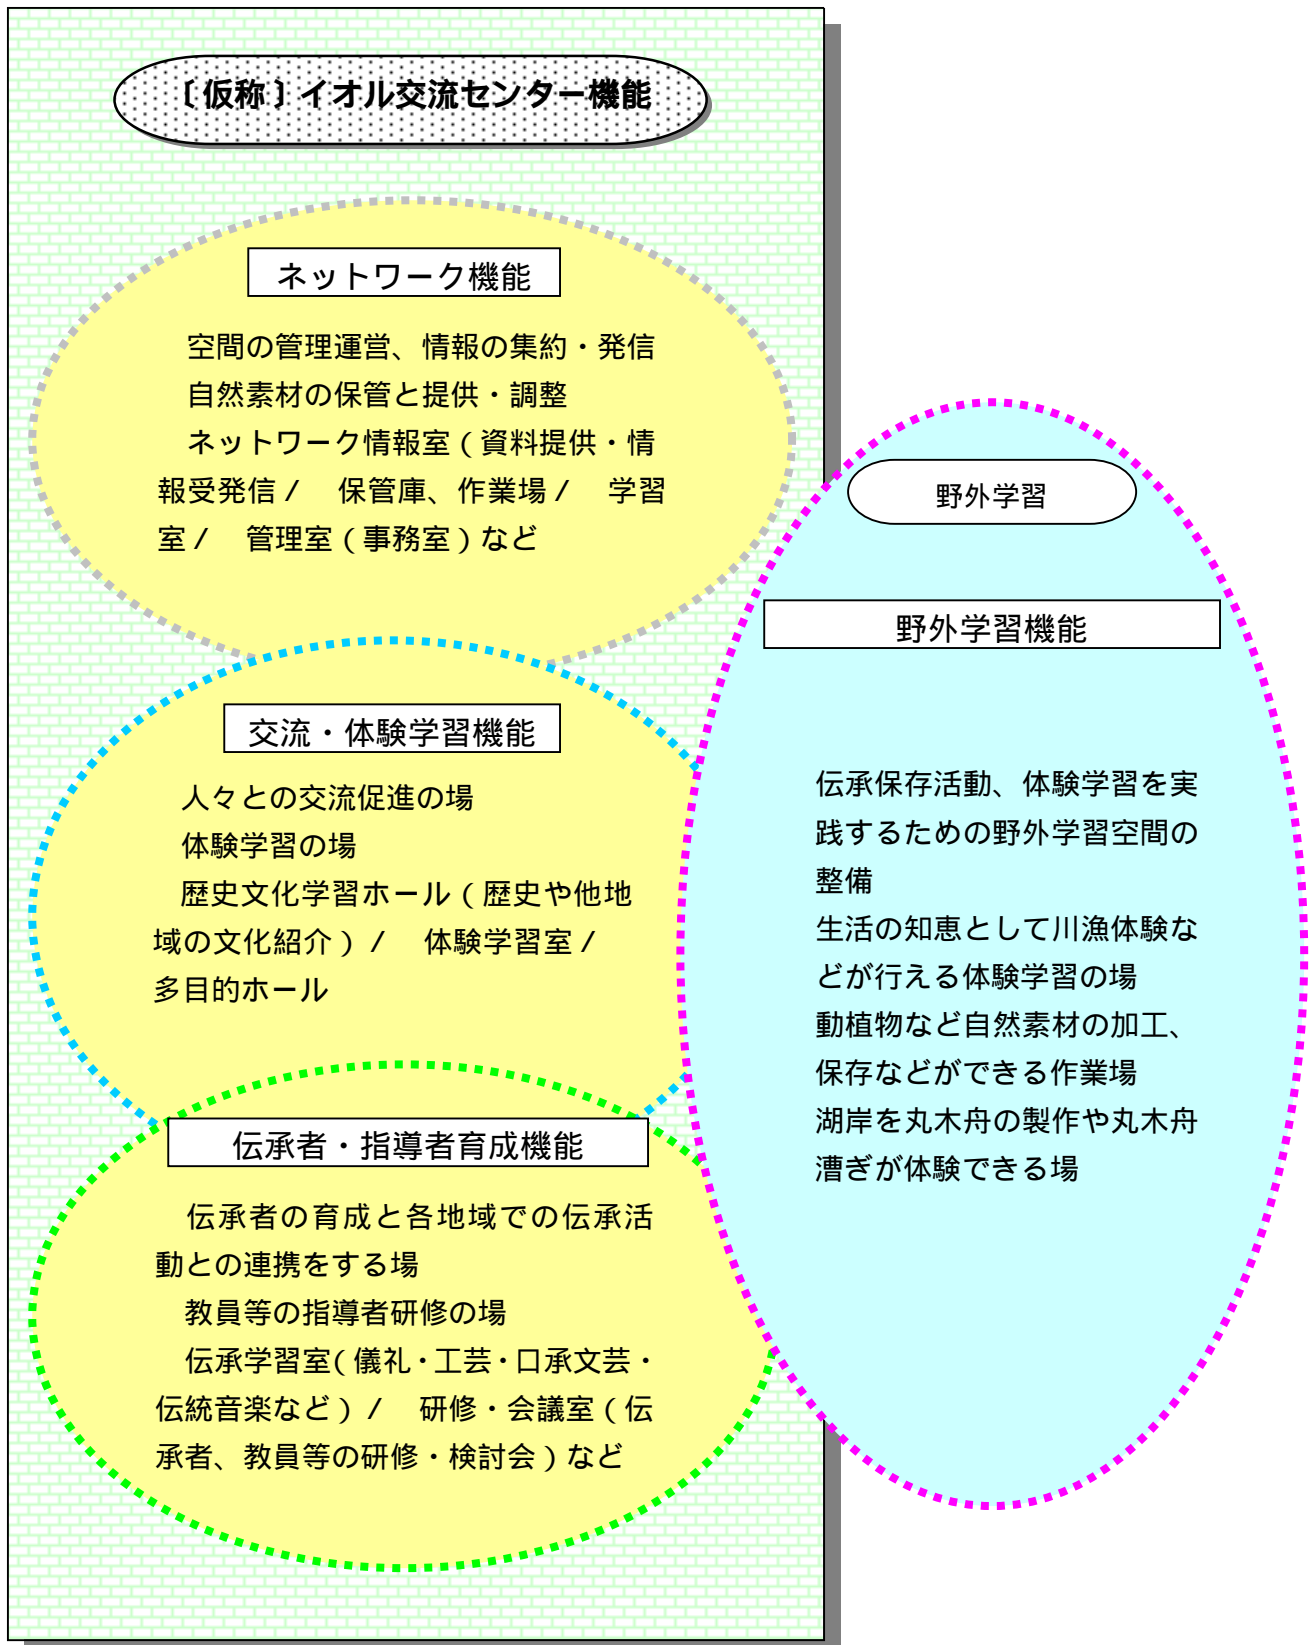 〔仮称〕イオル交流センター機能
ネットワーク機能
空間の管理運営、情報の集約・発信
自然素材の保管と提供・調整
ネットワーク情報室（資料提供・情
報受発信／　保管庫、作業場／　学習
室／　管理室（事務室）など
交流・体験学習機能
人々との交流促進の場
体験学習の場
歴史文化学習ホール（歴史や他地
域の文化紹介）／　体験学習室／
多目的ホール
伝承者・指導者育成機能
伝承者の育成と各地域での伝承活
動との連携をする場
教員等の指導者研修の場
伝承学習室（儀礼・工芸・口承文芸・
伝統音楽など）／　研修・会議室（伝
承者、教員等の研修・検討会）など
野外学習
野外学習機能
伝承保存活動、体験学習を実
践するための野外学習空間の
整備
生活の知恵として川漁体験な
どが行える体験学習の場
動植物など自然素材の加工、
保存などができる作業場
湖岸を丸木舟の製作や丸木舟
漕ぎが体験できる場